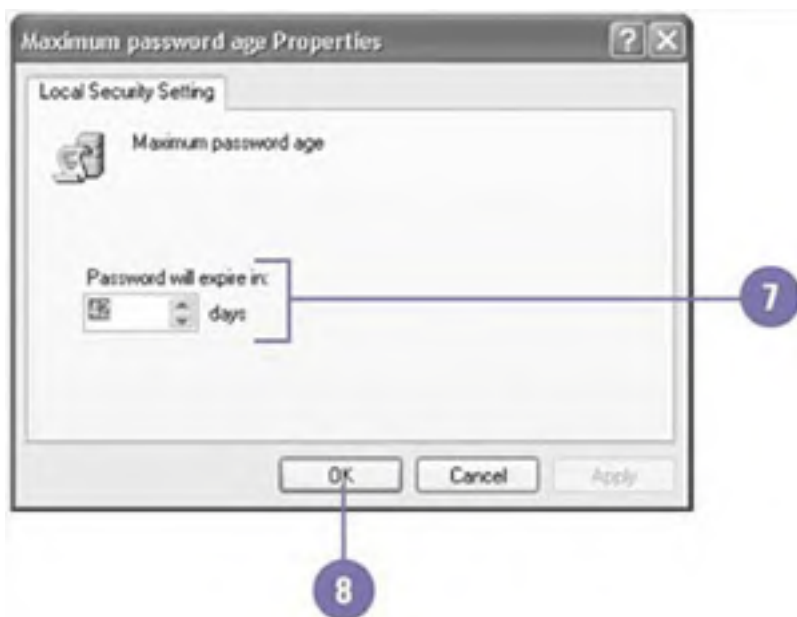 Maximum password age Properties
Local Security Setting
Maximum password age
Password will expire in:
days
7
OK
Cancel
Apply
8